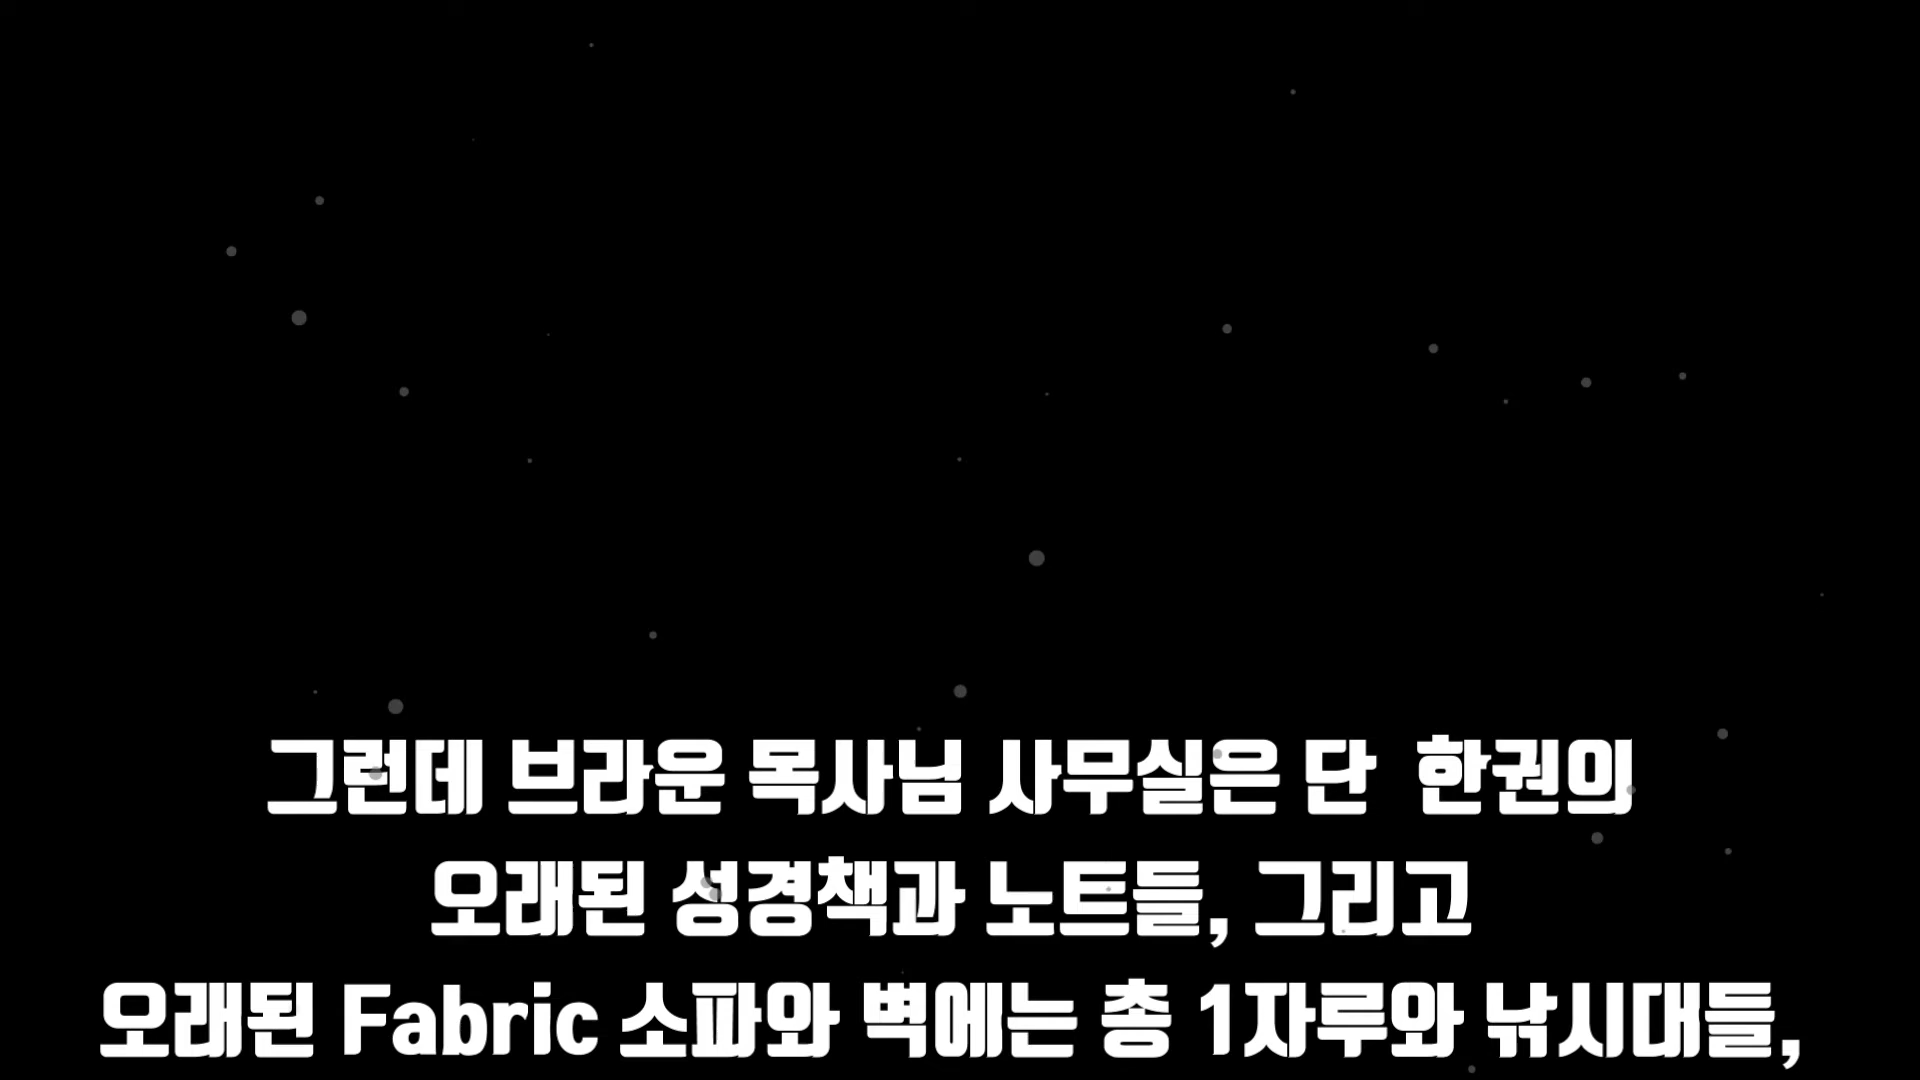 그런데 브라운 목사님 사무실은 단  한권의
오래된 성경책과 노트들, 그리고
오래된 Fabric 소파와 벽에는 총 1자루와 낚시대들,